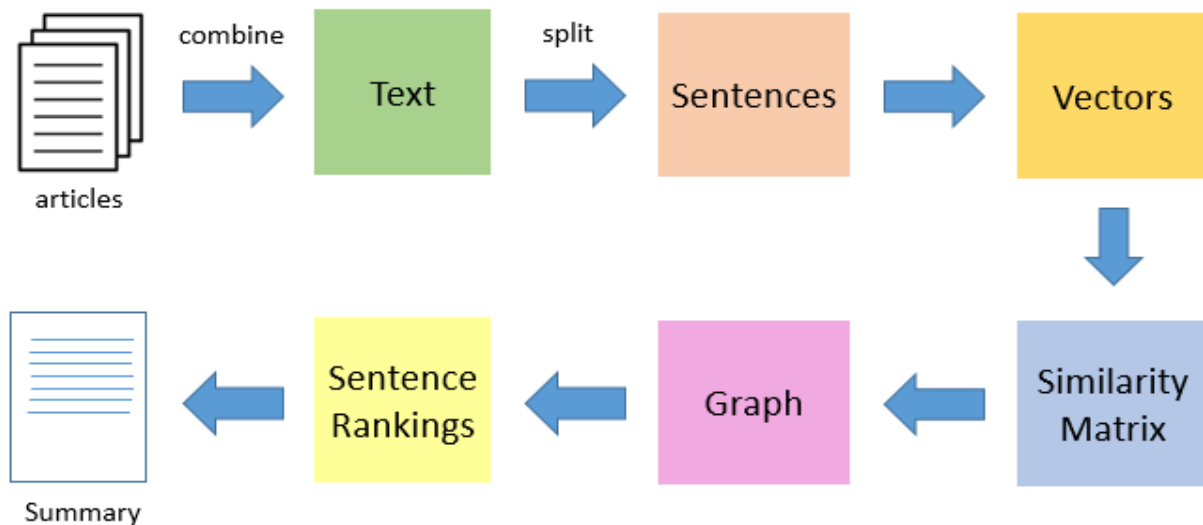 combine
split
Text
Sentences
Vectors
articles
Similarity
Matrix
Graph
Sentence
Rankings
Summary